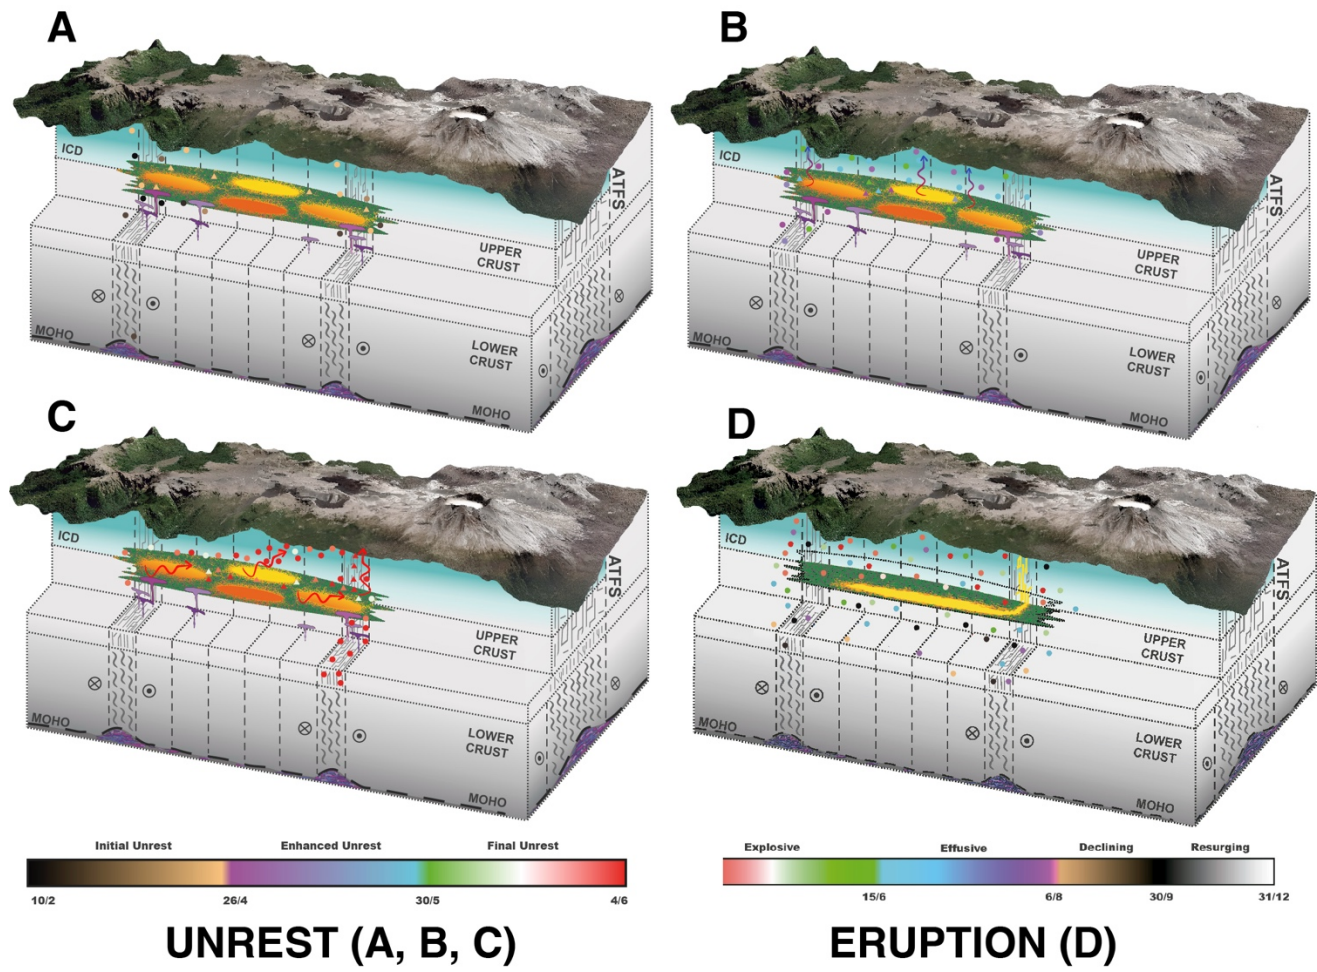 A
B
ICD
ATFS
UPPER
CRUST
MOHO
LOWER
CRUST
MOHO
ICD
ATFS
UPPER
CRUST
MOHO
LOWER
CRUST
MOHO
C
D
ICD
ATFS
UPPER
CRUST
MOHO
LOWER
CRUST
MOHO
ICD
ATFS
UPPER
CRUST
MOHO
LOWER
CRUST
MOHO
Initial Unrest Enhanced Unrest Final Unrest
10/2 26/4 30/5 4/6
Explosive Effusive Declining Resurging
15/6 6/8 30/9 31/12
UNREST (A, B, C)
ERUPTION (D)